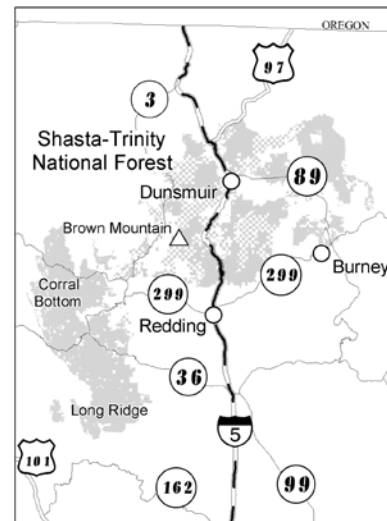 OREGON
97
3
Shasta-Trinity
National Forest
Dunsmuir
89
Brown Mountain
299
Burney
Corral
Bottom
299
Redding
36
Long Ridge
5
101
162
99